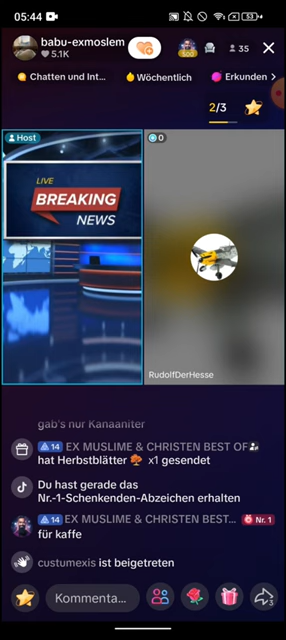 05:44
53
babu-exmoslem
5.1K
500
35
Chatten und Int...
Wöchentlich
Erkunden
2/3
Host
0
LIVE
BREAKING
NEWS
RudolfDerHesse
gab's nur Kanaaniter
14 EX MUSLIME & CHRISTEN BEST OF
hat Herbstblätter x1 gesendet
Du hast gerade das
Nr.-1-Schenkenden-Abzeichen erhalten
14 EX MUSLIME & CHRISTEN BEST... Nr. 1
für kaffe
custumexis ist beigetreten
Kommenta...
3